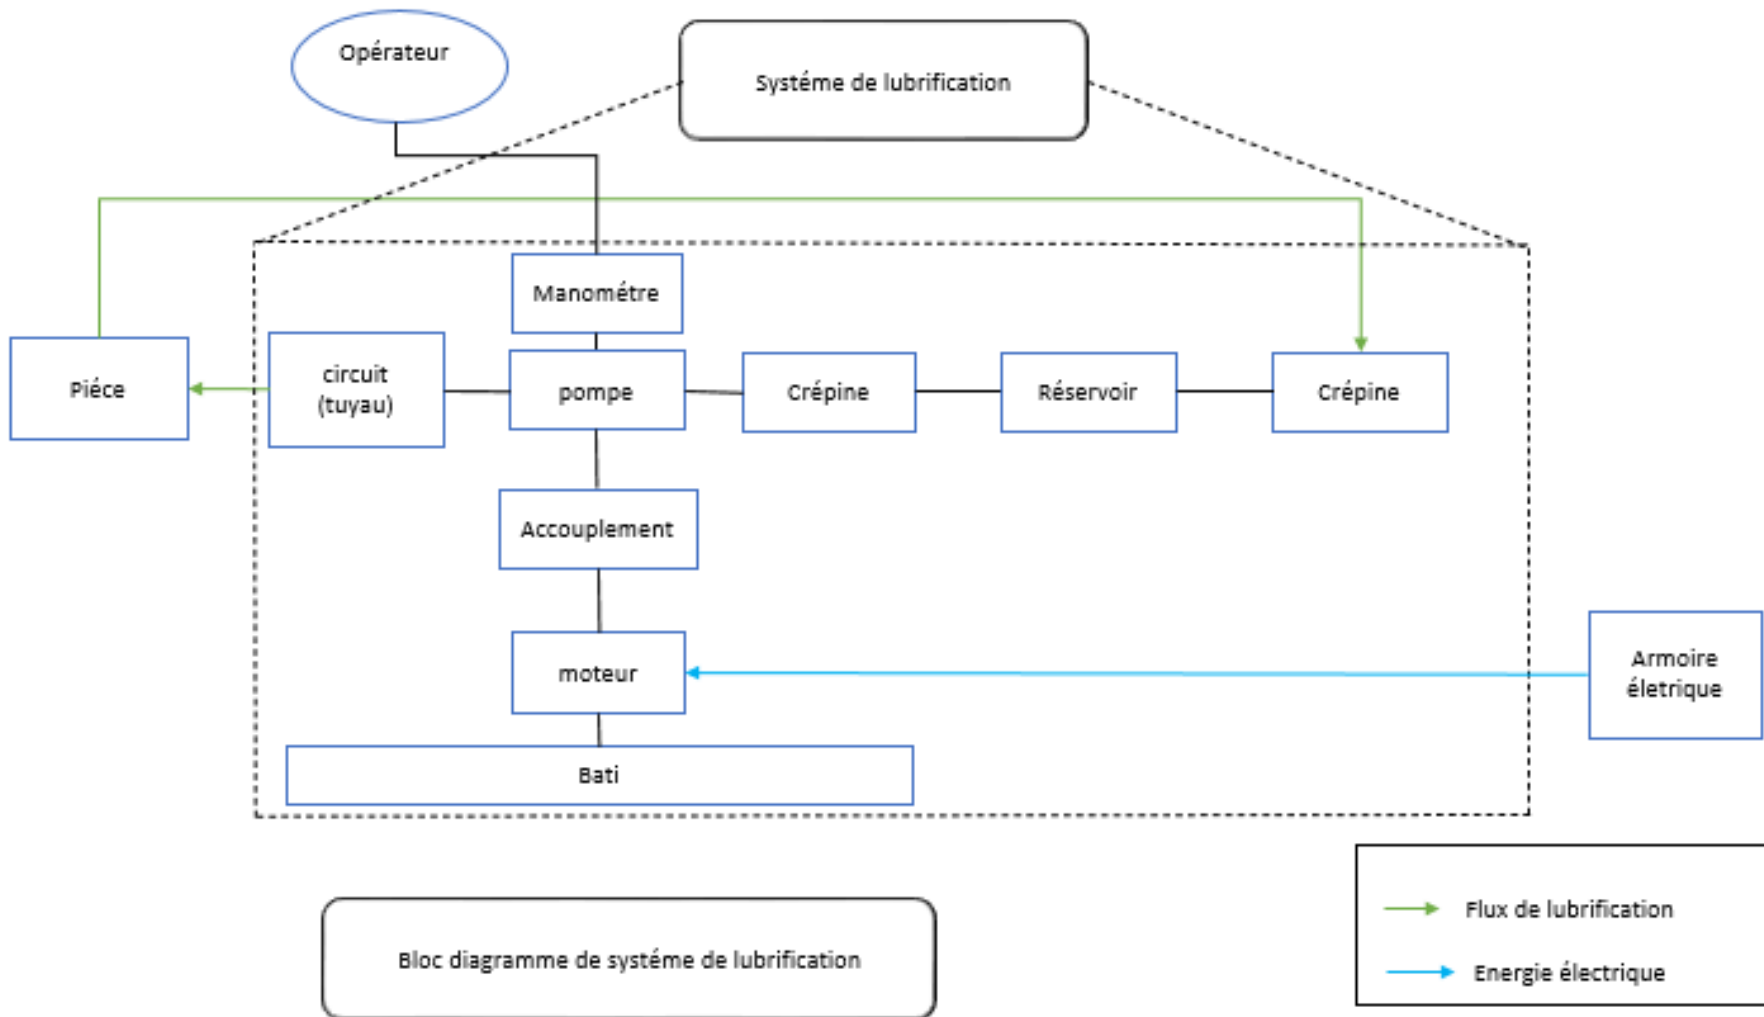 Opérateur
Systéme de lubrification
Manométre
Piéce
circuit
(tuyau)
pompe
Crépine
Réservoir
Crépine
Accouplement
moteur
Armoire
életrique
Bati
Flux de lubrification
Bloc diagramme de systéme de lubrification
Energie électrique